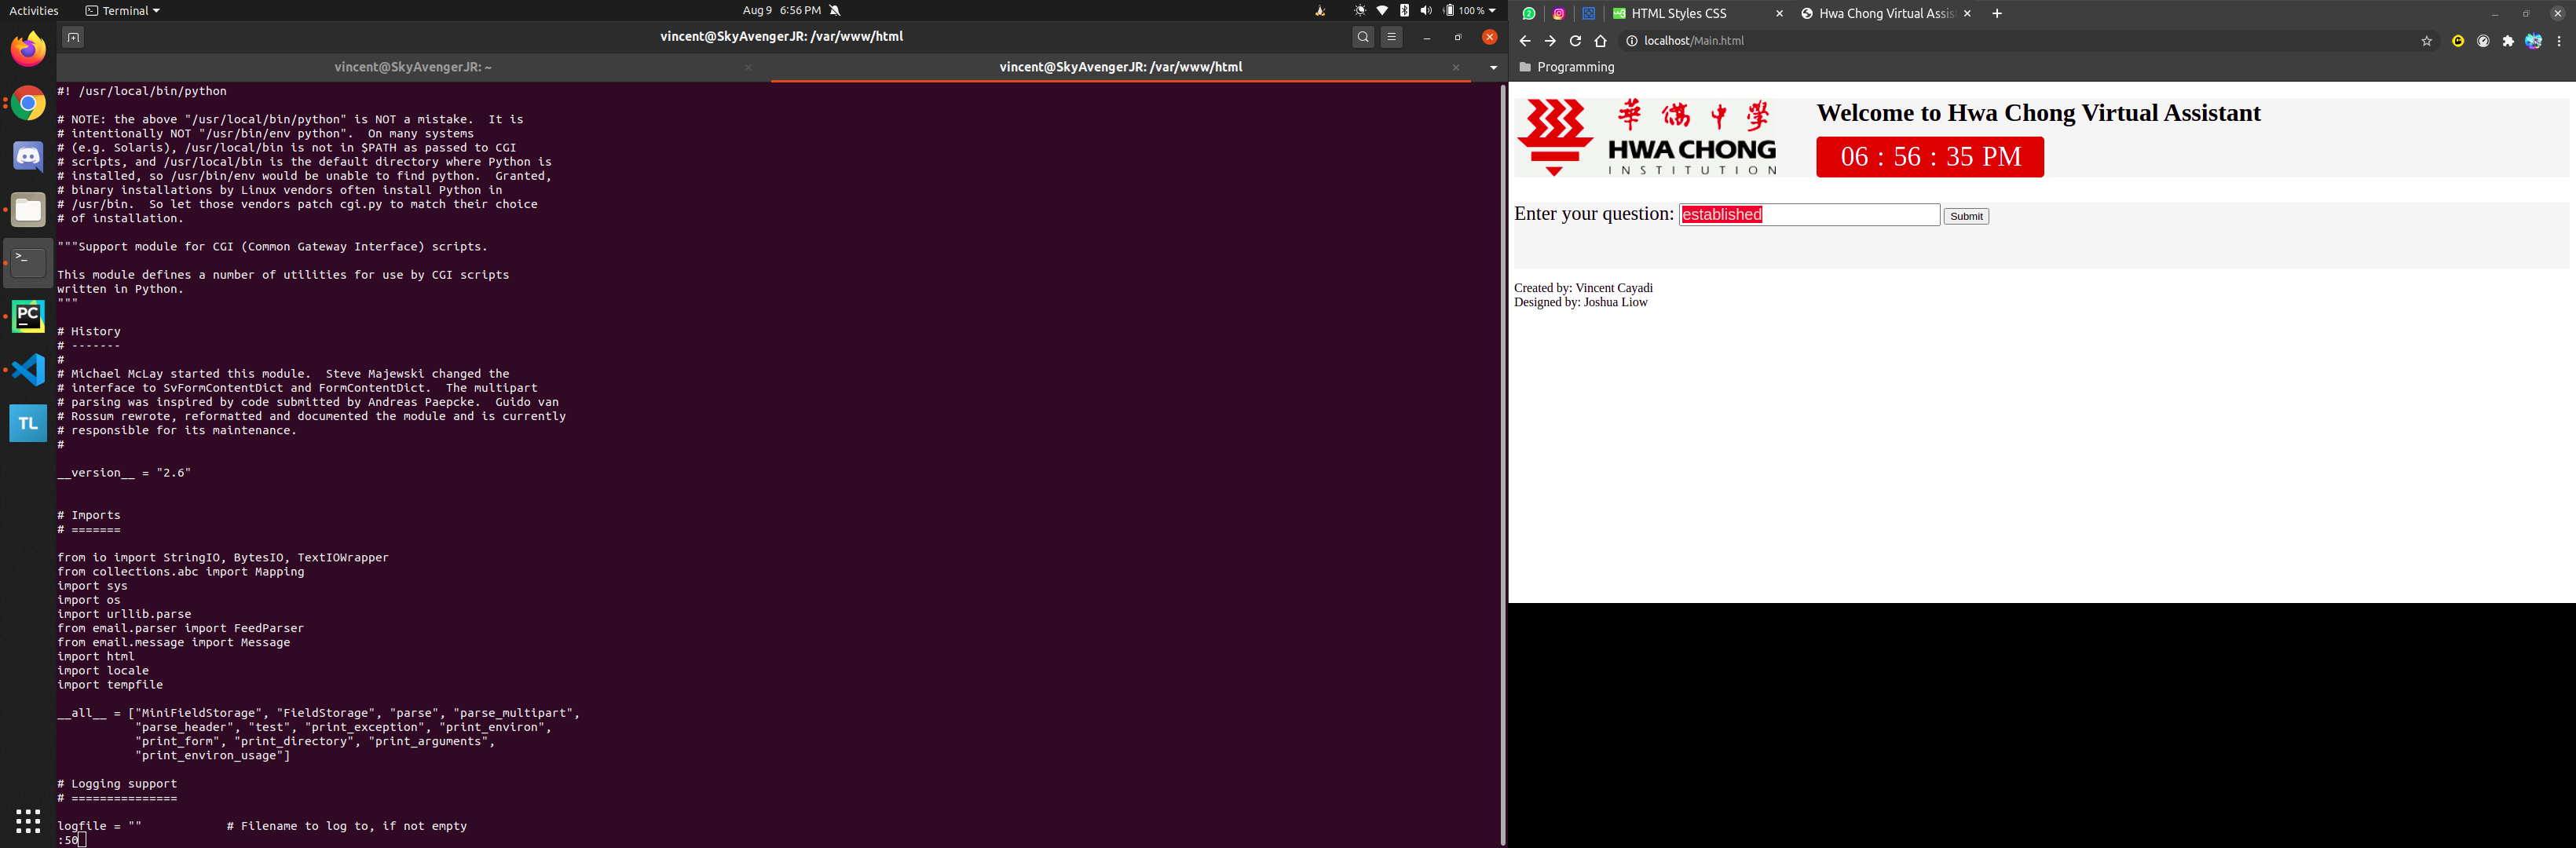 Activities
Terminal
Aug 9 6:56 PM
100 %
vincent@SkyAvengerJR: /var/www/html
vincent@SkyAvengerJR: ~
vincent@SkyAvengerJR: /var/www/html
#! /usr/local/bin/python
# NOTE: the above "/usr/local/bin/python" is NOT a mistake.  It is
# intentionally NOT "/usr/bin/env python".  On many systems
# (e.g. Solaris), /usr/local/bin is not in $PATH as passed to CGI
# scripts, and /usr/local/bin is the default directory where Python is
# installed, so /usr/bin/env would be unable to find python.  Granted,
# binary installations by Linux vendors often install Python in
# /usr/bin.  So let those vendors patch cgi.py to match their choice
# of installation.
"""Support module for CGI (Common Gateway Interface) scripts.
This module defines a number of utilities for use by CGI scripts
written in Python.
"""
# History
# -------
#
# Michael McLay started this module.  Steve Majewski changed the
# interface to SvFormContentDict and FormContentDict.  The multipart
# parsing was inspired by code submitted by Andreas Paepcke.  Guido van
# Rossum rewrote, reformatted and documented the module and is currently
# responsible for its maintenance.
#
__version__ = "2.6"
# Imports
# =======
from io import StringIO, BytesIO, TextIOWrapper
from collections.abc import Mapping
import sys
import os
import urllib.parse
from email.parser import FeedParser
from email.message import Message
import html
import locale
import tempfile
__all__ = ["MiniFieldStorage", "FieldStorage", "parse", "parse_multipart",
"parse_header", "test", "print_exception", "print_environ",
"print_form", "print_directory", "print_arguments",
"print_environ_usage"]
# Logging support
# ===============
logfile = ""            # Filename to log to, if not empty
:50
PC
TL
HTML Styles CSS
Hwa Chong Virtual Assis
localhost/Main.html
Programming
華僑中學
HWA CHONG
INSTITUTION
Welcome to Hwa Chong Virtual Assistant
06 : 56 : 35 PM
Enter your question: established Submit
Created by: Vincent Cayadi
Designed by: Joshua Liow